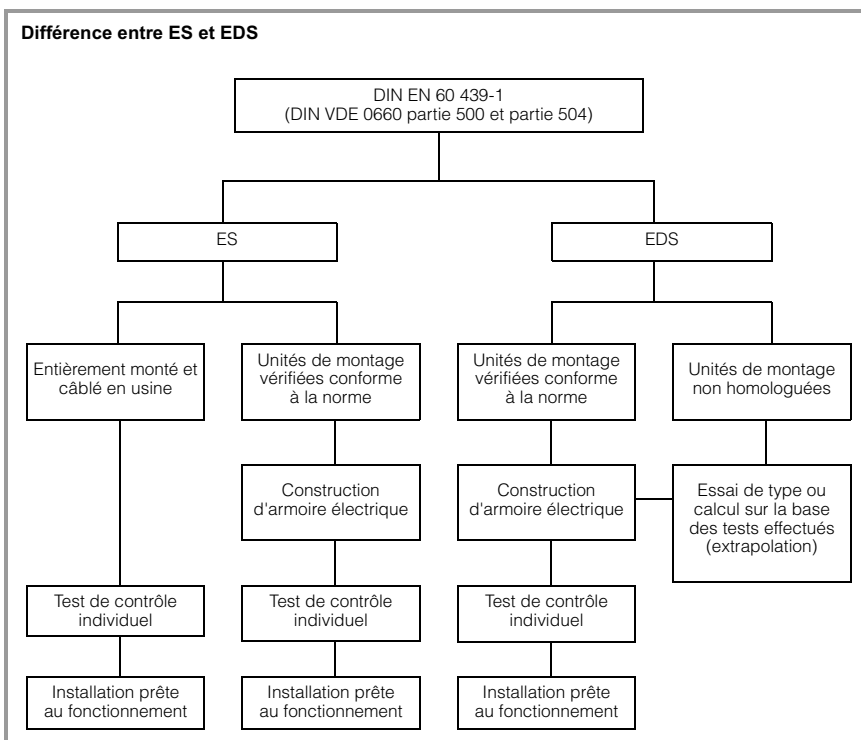 Différence entre ES et EDS
DIN EN 60 439-1
(DIN VDE 0660 partie 500 et partie 504)
ES
EDS
Entièrement monté et
câblé en usine
Unités de montage
vérifiées conforme
à la norme
Unités de montage
vérifiées conforme
à la norme
Unités de montage
non homologuées
Construction
d'armoire électrique
Construction
d'armoire électrique
Essai de type ou
calcul sur la base
des tests effectués
(extrapolation)
Test de contrôle
individuel
Test de contrôle
individuel
Test de contrôle
individuel
Installation prête
au fonctionnement
Installation prête
au fonctionnement
Installation prête
au fonctionnement